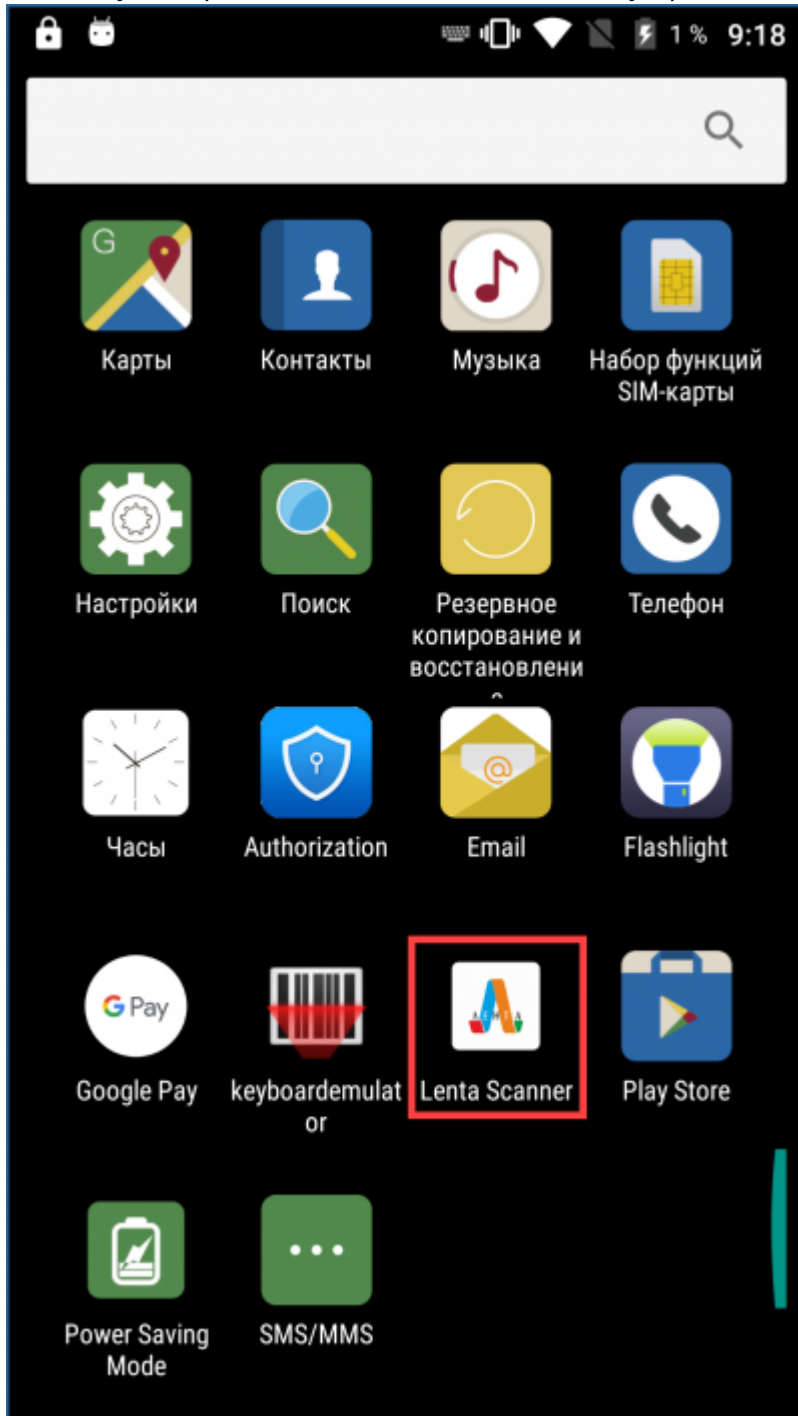 1 % 9:18
G
Карты Контакты Музыка Набор функций
SIM-карты
Настройки Поиск Резервное Телефон
копирование и
восстановлени
@
Часы Authorization Email Flashlight
G Pay
ЛЕНТА
Google Pay keyboardemulat Lenta Scanner Play Store
or
Power Saving SMS/MMS
Mode